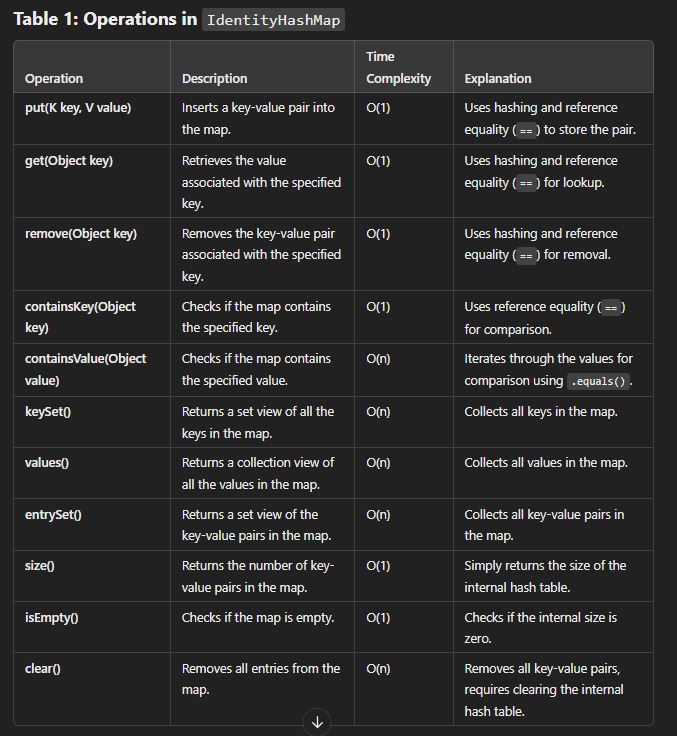 Table 1: Operations in IdentityHashMap
Operation
Description
Time
Complexity
Explanation
put(K key, V value)
Inserts a key-value pair into
the map.
O(1)
Uses hashing and reference
equality ( == ) to store the pair.
get(Object key)
Retrieves the value
associated with the specified
key.
O(1)
Uses hashing and reference
equality ( == ) for lookup.
remove(Object key)
Removes the key-value pair
associated with the specified
key.
O(1)
Uses hashing and reference
equality ( == ) for removal.
containsKey(Object
key)
Checks if the map contains
the specified key.
O(1)
Uses reference equality ( == )
for comparison.
containsValue(Object
value)
Checks if the map contains
the specified value.
O(n)
Iterates through the values for
comparison using .equals() .
keySet()
Returns a set view of all the
keys in the map.
O(n)
Collects all keys in the map.
values()
Returns a collection view of
all the values in the map.
O(n)
Collects all values in the map.
entrySet()
Returns a set view of the
key-value pairs in the map.
O(n)
Collects all key-value pairs in
the map.
size()
Returns the number of key-
value pairs in the map.
O(1)
Simply returns the size of the
internal hash table.
isEmpty()
Checks if the map is empty.
O(1)
Checks if the internal size is
zero.
clear()
Removes all entries from the
map.
O(n)
Removes all key-value pairs,
requires clearing the internal
hash table.